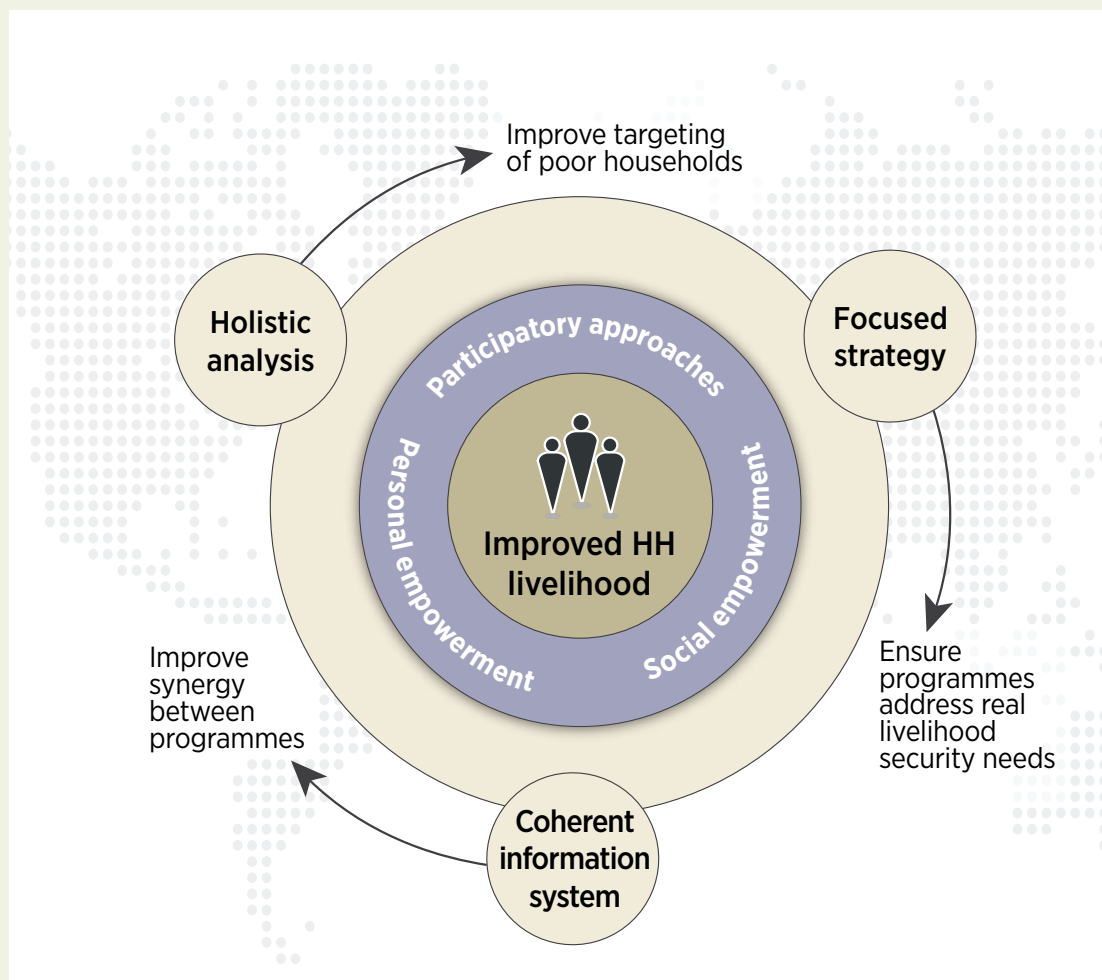 Improve targeting
of poor households
Holistic
analysis
Focused
strategy
Participatory approaches
Personal empowerment
Social empowerment
Improved HH
livelihood
Improve
synergy
between
programmes
Ensure
programmes
address real
livelihood
security needs
Coherent
information
system